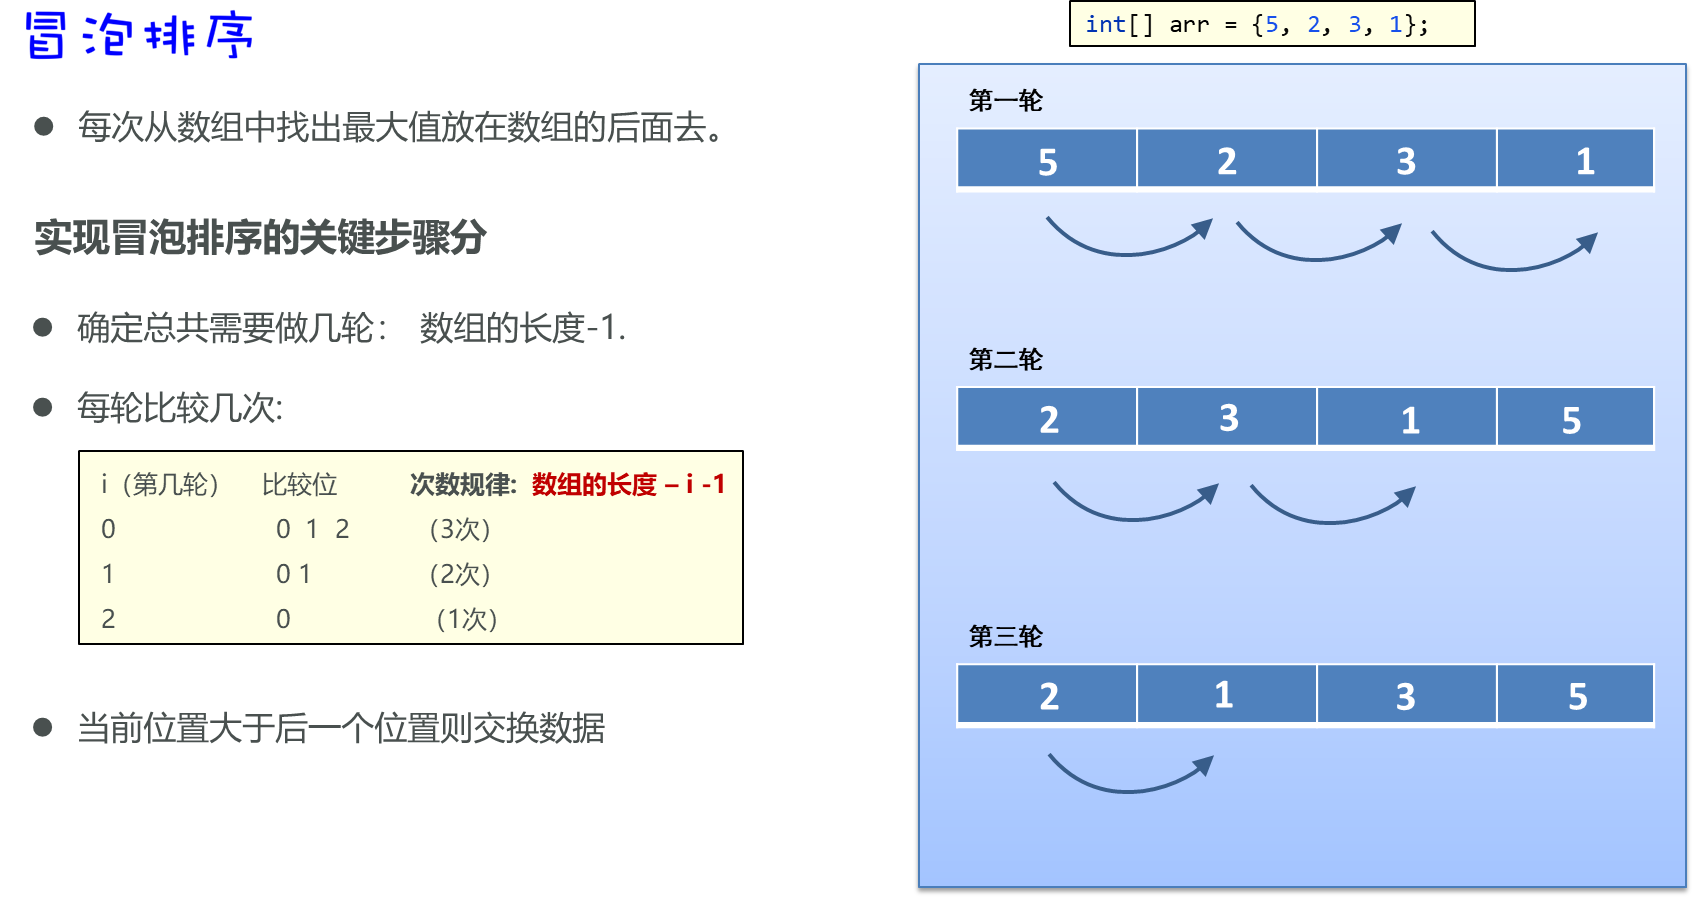 冒泡排序
每次从数组中找出最大值放在数组的后面去。
实现冒泡排序的关键步骤分
确定总共需要做几轮： 数组的长度-1.
每轮比较几次:
i（第几轮） 比较位 次数规律: 数组的长度 – i -1
0 0 1 2 （3次）
1 0 1 （2次）
2 0 （1次）
当前位置大于后一个位置则交换数据
int[] arr = {5, 2, 3, 1};
第一轮
5 2 3 1
第二轮
2 3 1 5
第三轮
2 1 3 5